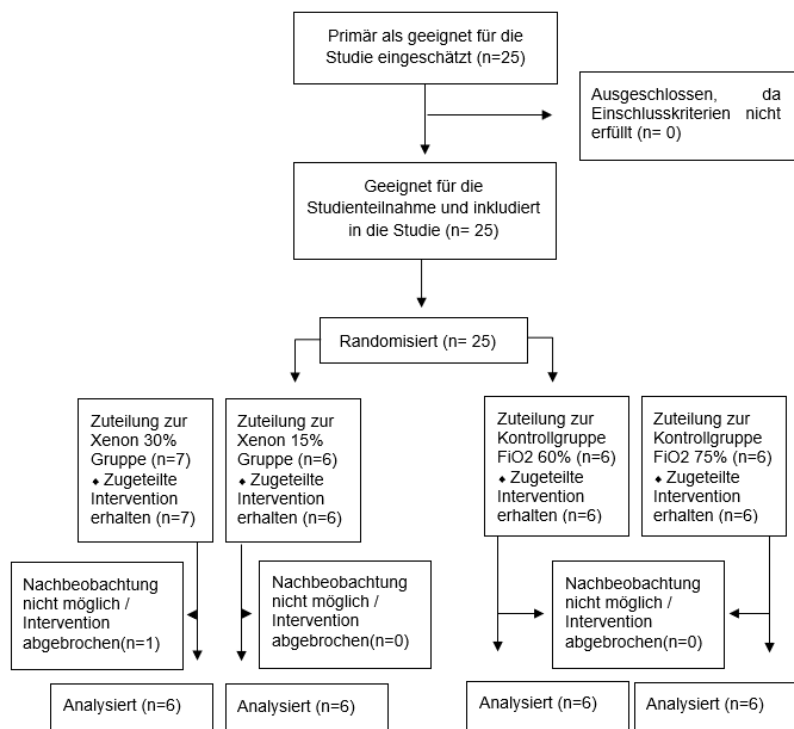 Primär als geeignet für die
Studie eingeschätzt (n=25)
Ausgeschlossen, da
Einschlusskriterien nicht
erfüllt (n= 0)
Geeignet für die
Studienteilnahme und inkludiert
in die Studie (n= 25)
Randomisiert (n= 25)
Zuteilung zur
Xenon 30%
Gruppe (n=7)
⬥ Zugeteilte
Intervention
erhalten (n=7)
Zuteilung zur
Xenon 15%
Gruppe (n=6)
⬥ Zugeteilte
Intervention
erhalten (n=6)
Zuteilung zur
Kontrollgruppe
FiO2 60% (n=6)
⬥ Zugeteilte
Intervention
erhalten (n=6)
Zuteilung zur
Kontrollgruppe
FiO2 75% (n=6)
⬥ Zugeteilte
Intervention
erhalten (n=6)
Nachbeobachtung
nicht möglich /
Intervention
abgebrochen(n=1)
Nachbeobachtung
nicht möglich /
Intervention
abgebrochen(n=0)
Nachbeobachtung
nicht möglich /
Intervention
abgebrochen(n=0)
Analysiert (n=6)
Analysiert (n=6)
Analysiert (n=6)
Analysiert (n=6)